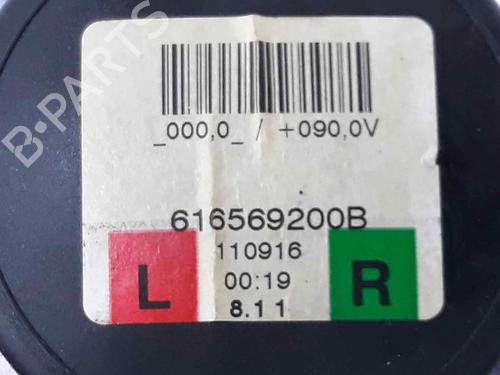 B-PARTS
_000,0_ / +090,0V
616569200B
110916
L
00:19
R
8.11